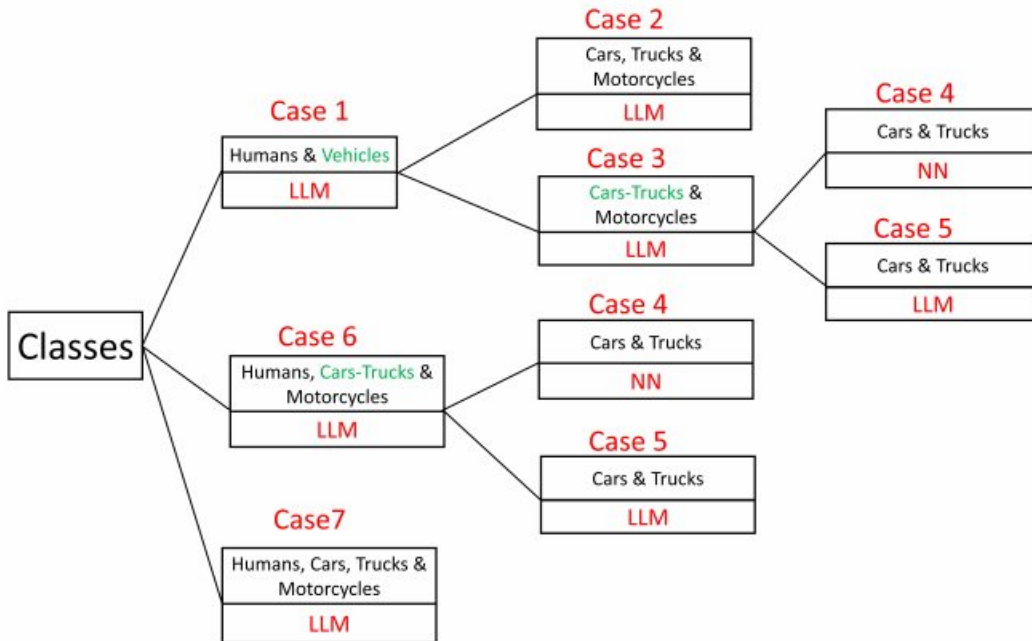 Classes
Case 1
Humans & Vehicles
LLM
Case 2
Cars, Trucks &
Motorcycles
LLM
Case 3
Cars-Trucks &
Motorcycles
LLM
Case 4
Cars & Trucks
NN
Case 5
Cars & Trucks
LLM
Case 6
Humans, Cars-Trucks &
Motorcycles
LLM
Case 4
Cars & Trucks
NN
Case 5
Cars & Trucks
LLM
Case7
Humans, Cars, Trucks &
Motorcycles
LLM